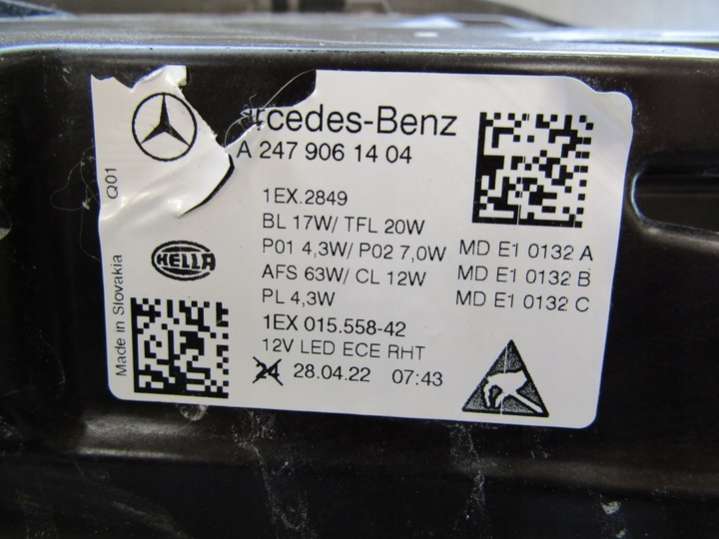 rcedes-Benz
A 247 906 14 04
Q01
1EX.2849
BL 17W/ TFL 20W
P01 4,3W/ P02 7,0W
AFS 63W/ CL 12W
PL 4,3W
MD E1 0132 A
MD E1 0132 B
MD E1 0132 C
HELLA
Made in Slovakia
1EX 015.558-42
12V LED ECE RHT
24 28.04.22 07:43